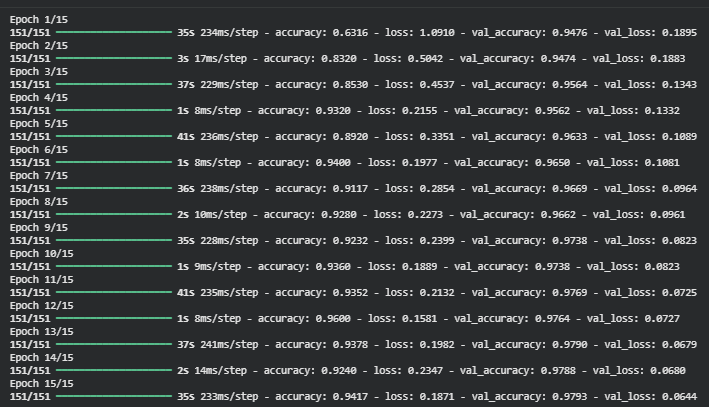 Epoch 1/15
151/151 ━━━━━━━━━━━━━━━━━━━━ 35s 234ms/step - accuracy: 0.6316 - loss: 1.0910 - val_accuracy: 0.9476 - val_loss: 0.1895
Epoch 2/15
151/151 ━━━━━━━━━━━━━━━━━━━━ 3s 17ms/step - accuracy: 0.8320 - loss: 0.5042 - val_accuracy: 0.9474 - val_loss: 0.1883
Epoch 3/15
151/151 ━━━━━━━━━━━━━━━━━━━━ 37s 229ms/step - accuracy: 0.8530 - loss: 0.4537 - val_accuracy: 0.9564 - val_loss: 0.1343
Epoch 4/15
151/151 ━━━━━━━━━━━━━━━━━━━━ 1s 8ms/step - accuracy: 0.9320 - loss: 0.2155 - val_accuracy: 0.9562 - val_loss: 0.1332
Epoch 5/15
151/151 ━━━━━━━━━━━━━━━━━━━━ 41s 236ms/step - accuracy: 0.8920 - loss: 0.3351 - val_accuracy: 0.9633 - val_loss: 0.1089
Epoch 6/15
151/151 ━━━━━━━━━━━━━━━━━━━━ 1s 8ms/step - accuracy: 0.9400 - loss: 0.1977 - val_accuracy: 0.9650 - val_loss: 0.1081
Epoch 7/15
151/151 ━━━━━━━━━━━━━━━━━━━━ 36s 238ms/step - accuracy: 0.9117 - loss: 0.2854 - val_accuracy: 0.9669 - val_loss: 0.0964
Epoch 8/15
151/151 ━━━━━━━━━━━━━━━━━━━━ 2s 10ms/step - accuracy: 0.9280 - loss: 0.2273 - val_accuracy: 0.9662 - val_loss: 0.0961
Epoch 9/15
151/151 ━━━━━━━━━━━━━━━━━━━━ 35s 228ms/step - accuracy: 0.9232 - loss: 0.2399 - val_accuracy: 0.9738 - val_loss: 0.0823
Epoch 10/15
151/151 ━━━━━━━━━━━━━━━━━━━━ 1s 9ms/step - accuracy: 0.9360 - loss: 0.1889 - val_accuracy: 0.9738 - val_loss: 0.0823
Epoch 11/15
151/151 ━━━━━━━━━━━━━━━━━━━━ 41s 235ms/step - accuracy: 0.9352 - loss: 0.2132 - val_accuracy: 0.9769 - val_loss: 0.0725
Epoch 12/15
151/151 ━━━━━━━━━━━━━━━━━━━━ 1s 8ms/step - accuracy: 0.9600 - loss: 0.1581 - val_accuracy: 0.9764 - val_loss: 0.0727
Epoch 13/15
151/151 ━━━━━━━━━━━━━━━━━━━━ 37s 241ms/step - accuracy: 0.9378 - loss: 0.1982 - val_accuracy: 0.9790 - val_loss: 0.0679
Epoch 14/15
151/151 ━━━━━━━━━━━━━━━━━━━━ 2s 14ms/step - accuracy: 0.9240 - loss: 0.2347 - val_accuracy: 0.9788 - val_loss: 0.0680
Epoch 15/15
151/151 ━━━━━━━━━━━━━━━━━━━━ 35s 233ms/step - accuracy: 0.9417 - loss: 0.1871 - val_accuracy: 0.9793 - val_loss: 0.0644